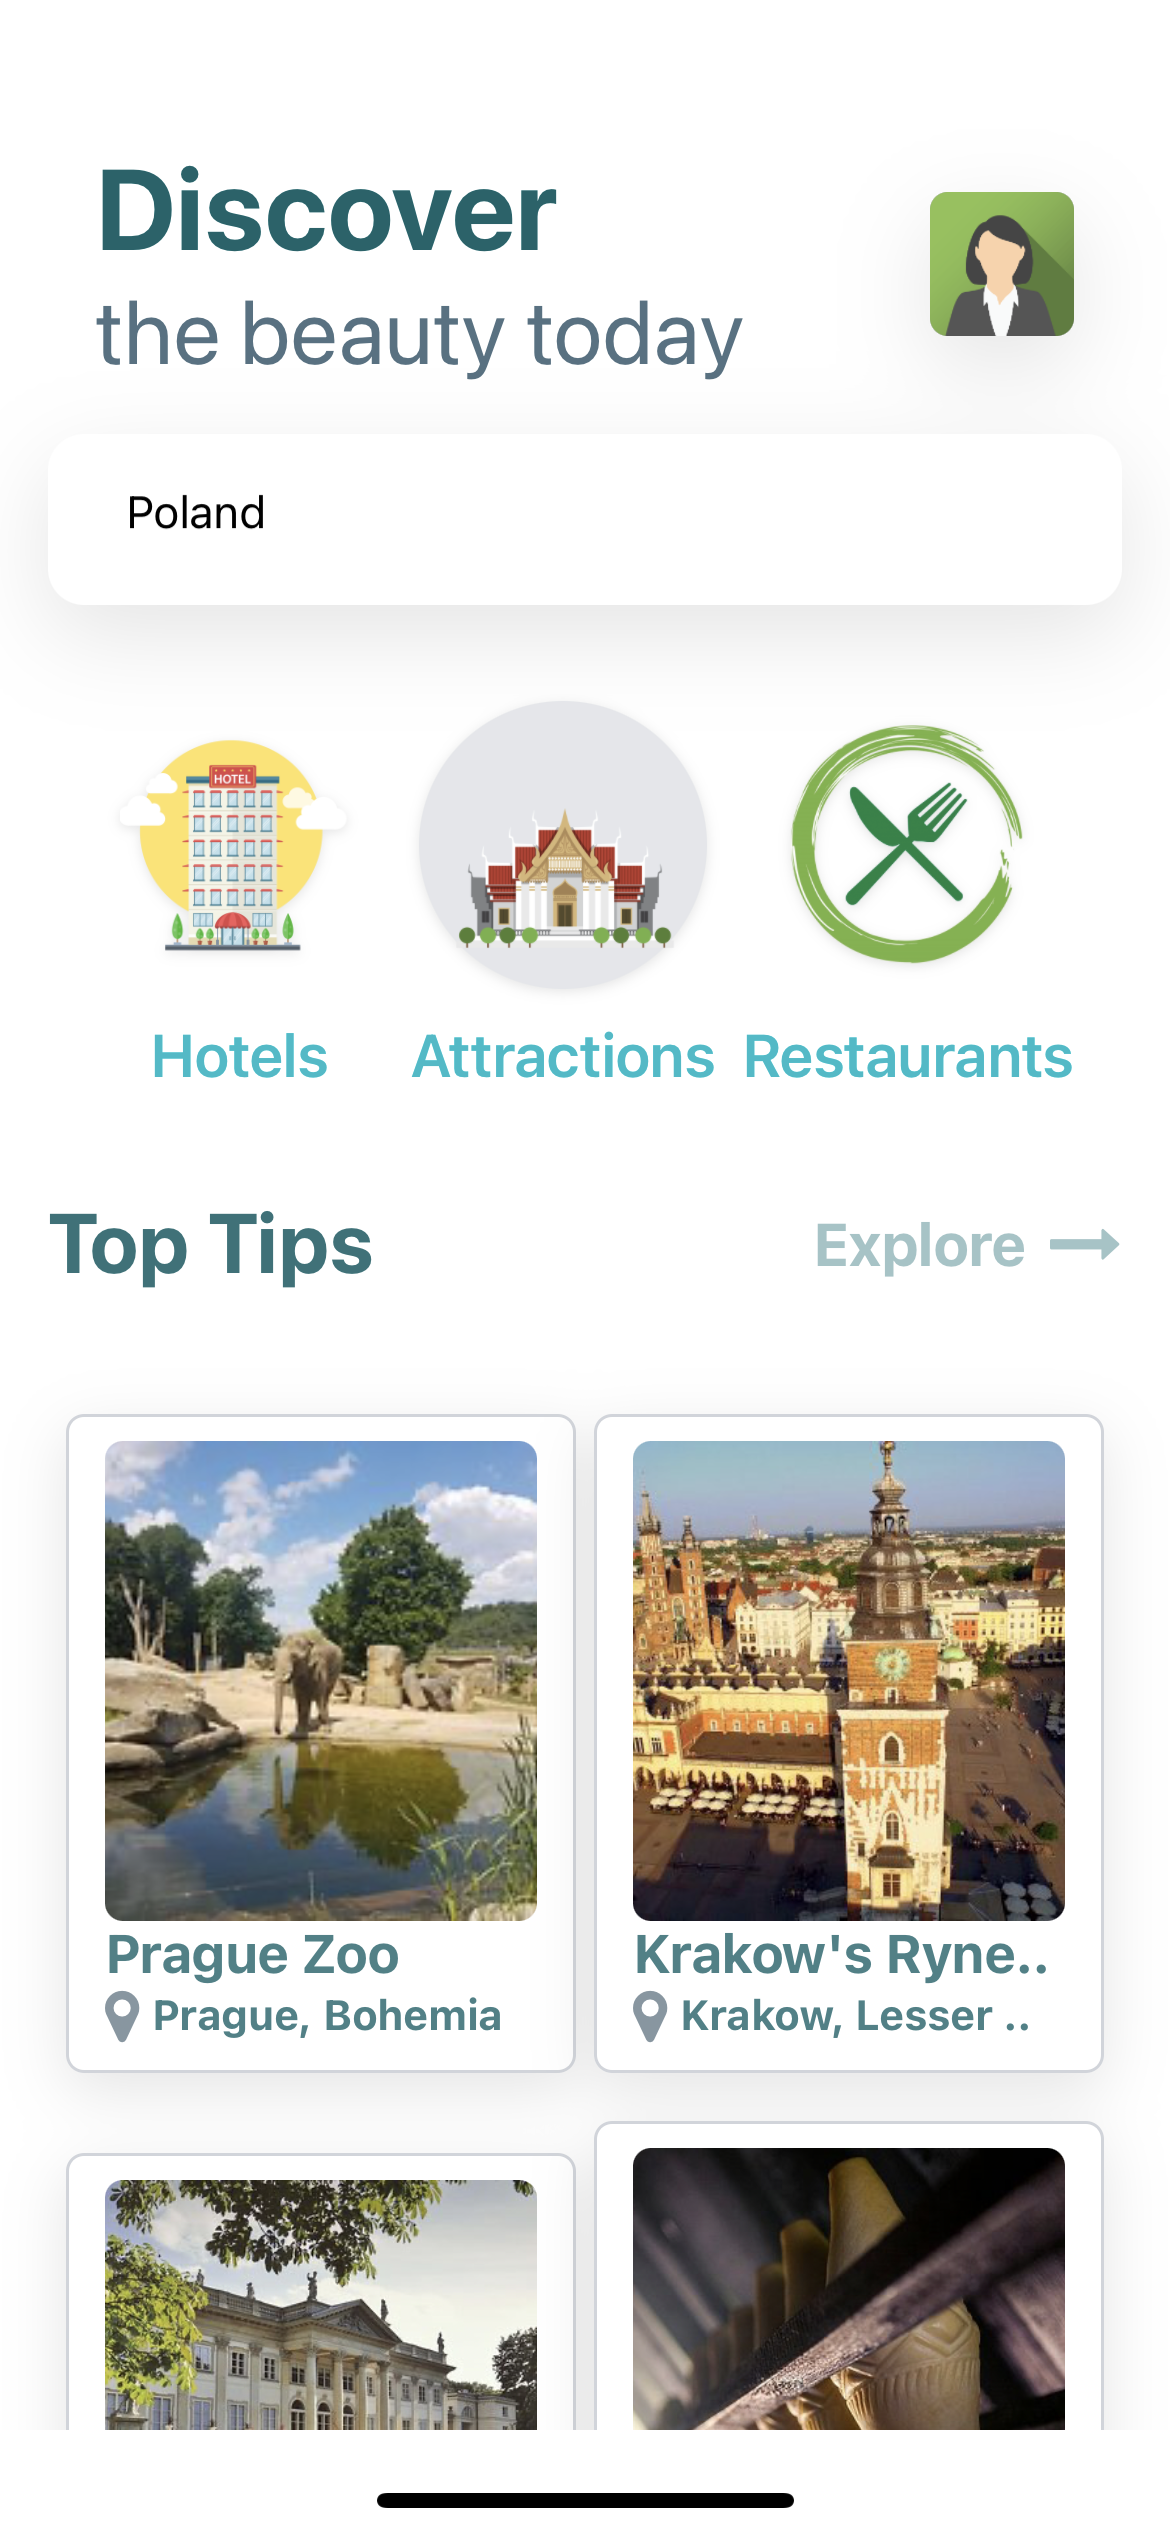 Discover
the beauty today
Poland
HOTEL
Hotels
Attractions
Restaurants
Top Tips
Explore
Prague Zoo
Prague, Bohemia
Krakow's Ryne..
Krakow, Lesser ..